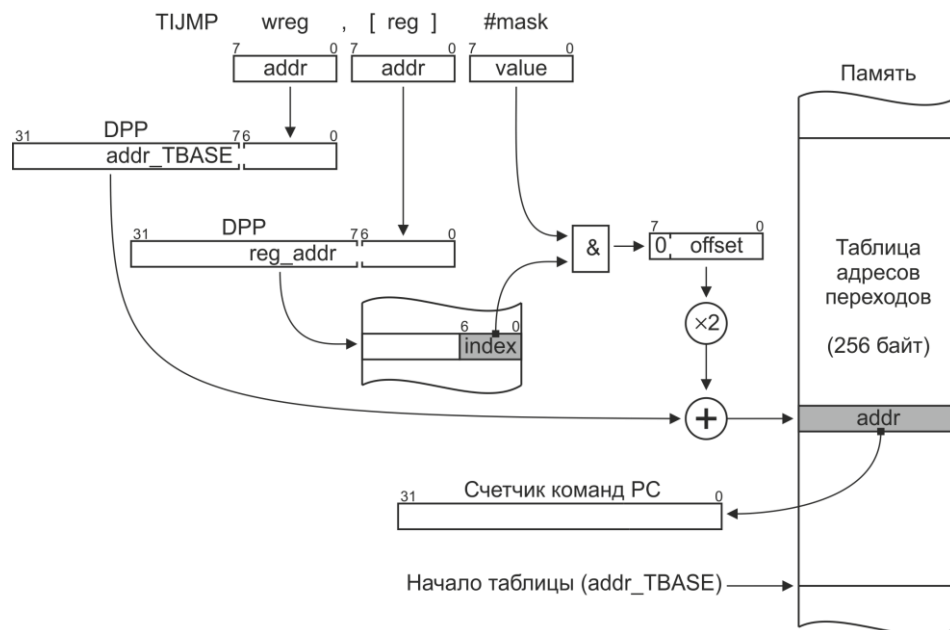 TIJMP wreg , [ reg ] #mask
7 0 7 0 7 0
addr addr value
Память
DPP
31 7 6 0
addr_TBASE
DPP
31 7 6 0
reg_addr
&
7 0
0 offset
Таблица
адресов
переходов
(256 байт)
6 0
index
×2
+
addr
Счетчик команд PC
31 0
Начало таблицы (addr_TBASE)